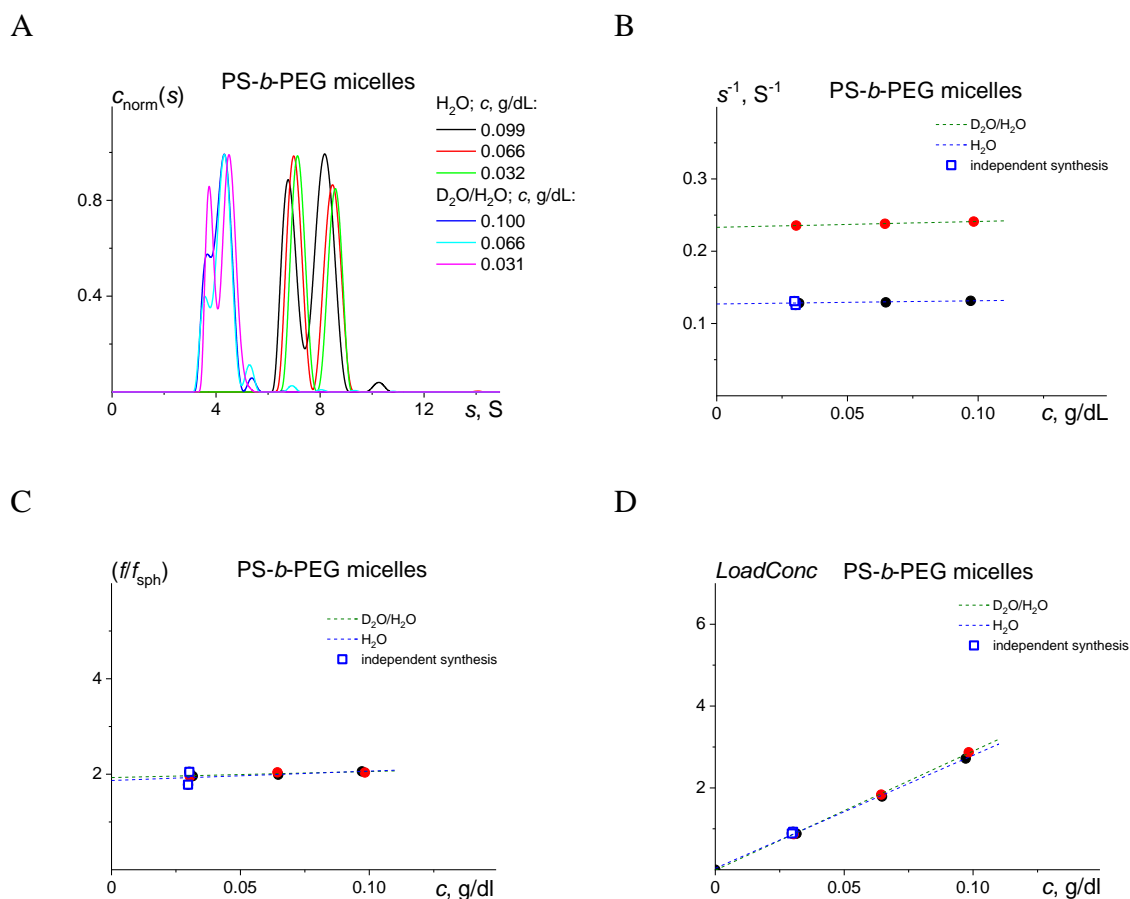 A
PS-b-PEG micelles
cnorm(s)
H2O; c, g/dL:
0.099
0.066
0.032
D2O/H2O; c, g/dL:
0.100
0.066
0.031
0.8
0.4
0
4
8
12
s, S
B
s-1, S-1
PS-b-PEG micelles
D2O/H2O
H2O
independent synthesis
0.3
0.2
0.1
0
0.05
0.10
c, g/dL
C
(f/fsph)
PS-b-PEG micelles
D2O/H2O
H2O
independent synthesis
4
2
0
0.05
0.10
c, g/dl
D
LoadConc
PS-b-PEG micelles
D2O/H2O
H2O
independent synthesis
6
4
2
0
0.05
0.10
c, g/dl